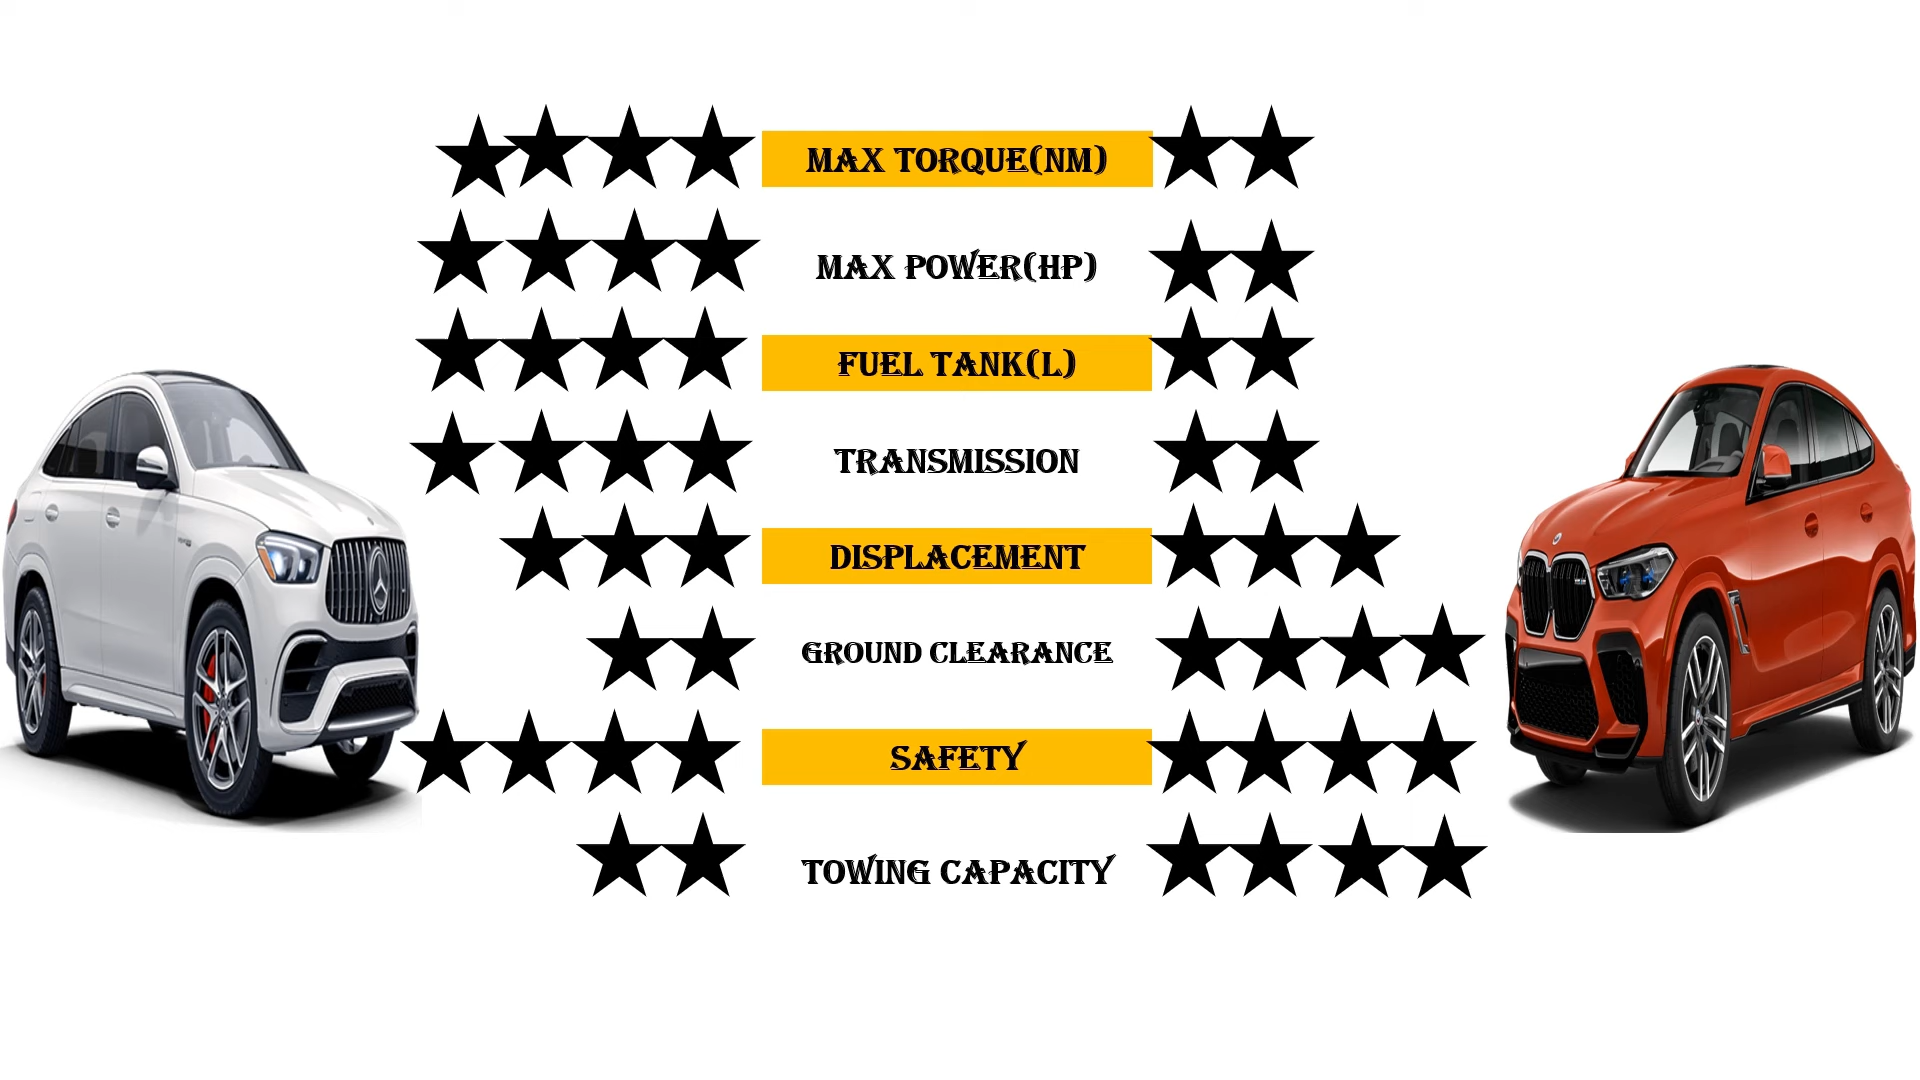 MAX TORQUE(NM)
MAX POWER(HP)
FUEL TANK(L)
TRANSMISSION
DISPLACEMENT
GROUND CLEARANCE
SAFETY
TOWING CAPACITY